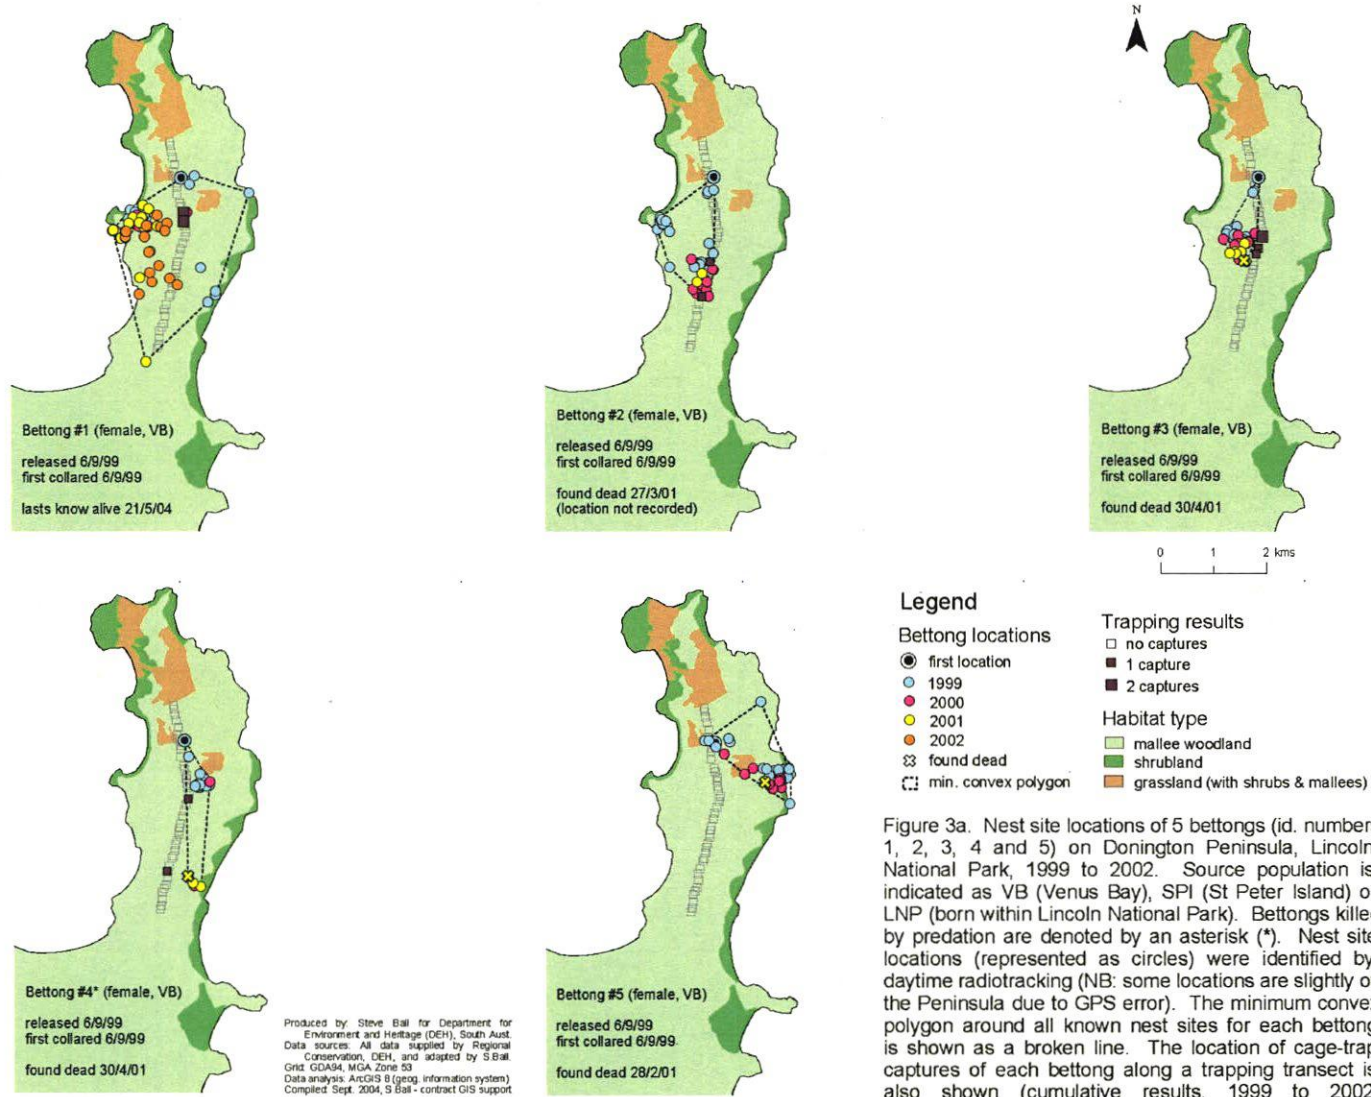 N
Bettong #1 (female, VB)
released 6/9/99
first collared 6/9/99
lasts know alive 21/5/04
Bettong #2 (female, VB)
released 6/9/99
first collared 6/9/99
found dead 27/3/01
(location not recorded)
Bettong #3 (female, VB)
released 6/9/99
first collared 6/9/99
found dead 30/4/01
0 1 2 kms
Bettong #4* (female, VB)
released 6/9/99
first collared 6/9/99
found dead 30/4/01
Produced by: Steve Ball for Department for
Environment and Heritage (DEH), South Aust.
Data sources: All data supplied by Regional
Conservation, DEH, and adapted by S.Ball.
Grid: GDA94, MGA Zone 53
Data analysis: ArcGIS 8 (geog. information system)
Compiled: Sept. 2004, S Ball - contract GIS support
Bettong #5 (female, VB)
released 6/9/99
first collared 6/9/99
found dead 28/2/01
Legend
Bettong locations
first location
1999
2000
2001
2002
found dead
min. convex polygon
Trapping results
no captures
1 capture
2 captures
Habitat type
mallee woodland
shrubland
grassland (with shrubs & mallees)
Figure 3a. Nest site locations of 5 bettongs (id. number
1, 2, 3, 4 and 5) on Donington Peninsula, Lincoln
National Park, 1999 to 2002. Source population is
indicated as VB (Venus Bay), SPI (St Peter Island) o
LNP (born within Lincoln National Park). Bettongs kille
by predation are denoted by an asterisk (*). Nest site
locations (represented as circles) were identified by
daytime radiotracking (NB: some locations are slightly o
the Peninsula due to GPS error). The minimum conve
polygon around all known nest sites for each bettong
is shown as a broken line. The location of cage-trap
captures of each bettong along a trapping transect is
also shown (cumulative results, 1999 to 2002